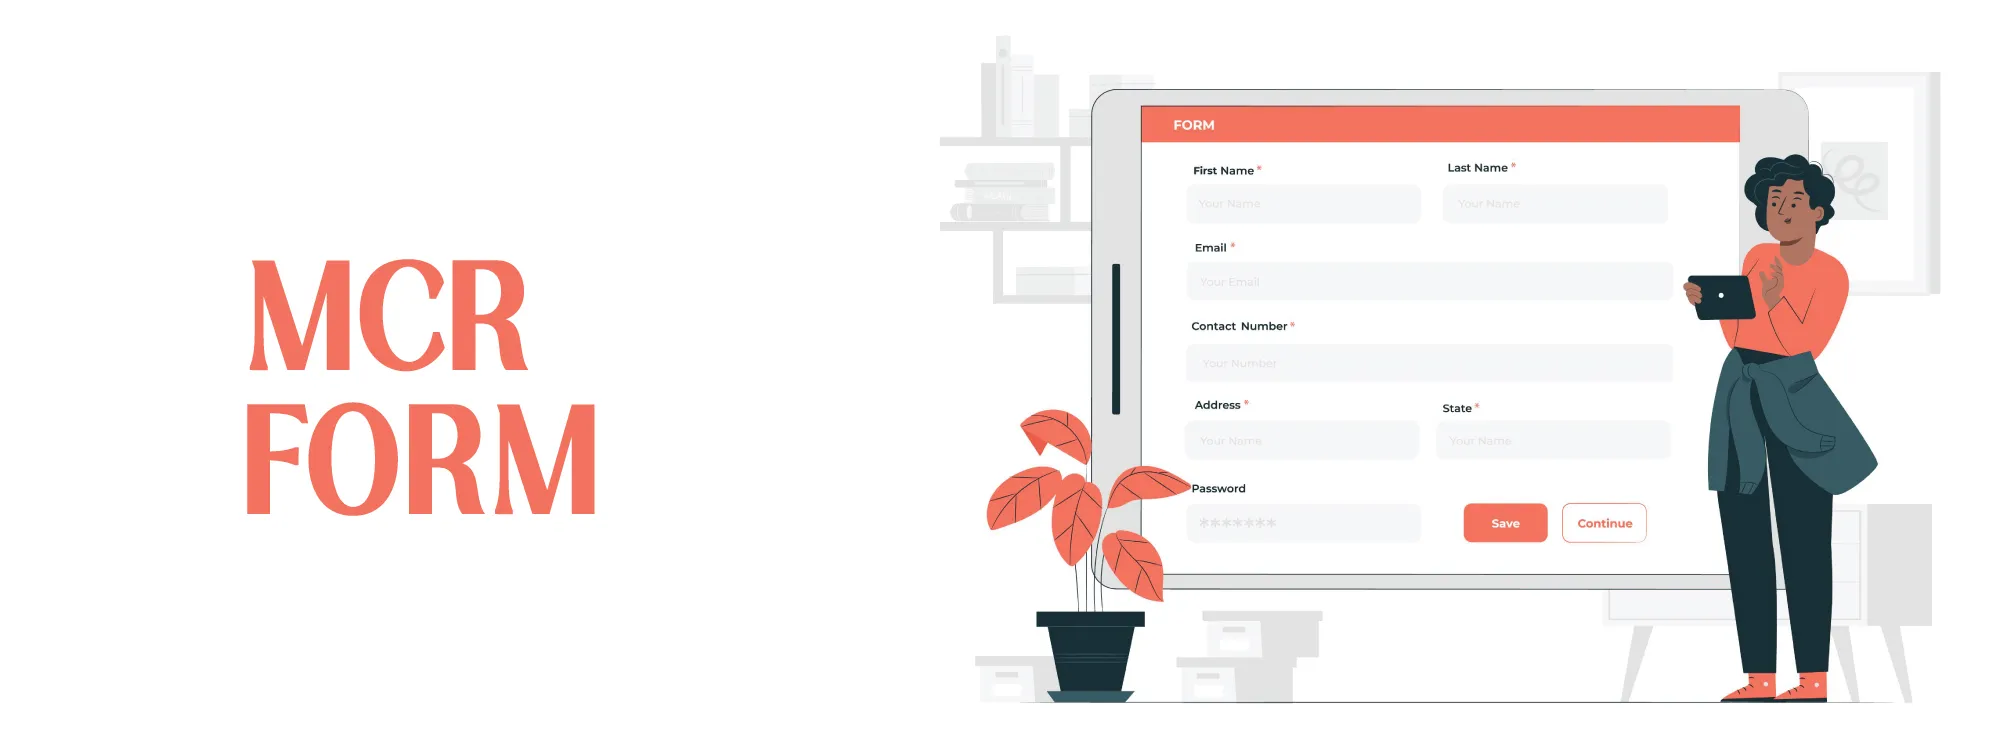 MCR
FORM
FORM
First Name *
Last Name *
Your Name
Your Name
Email *
Your Email
Contact Number *
Your Number
Address *
State *
Your Name
Your Name
Password
*******
Save
Continue